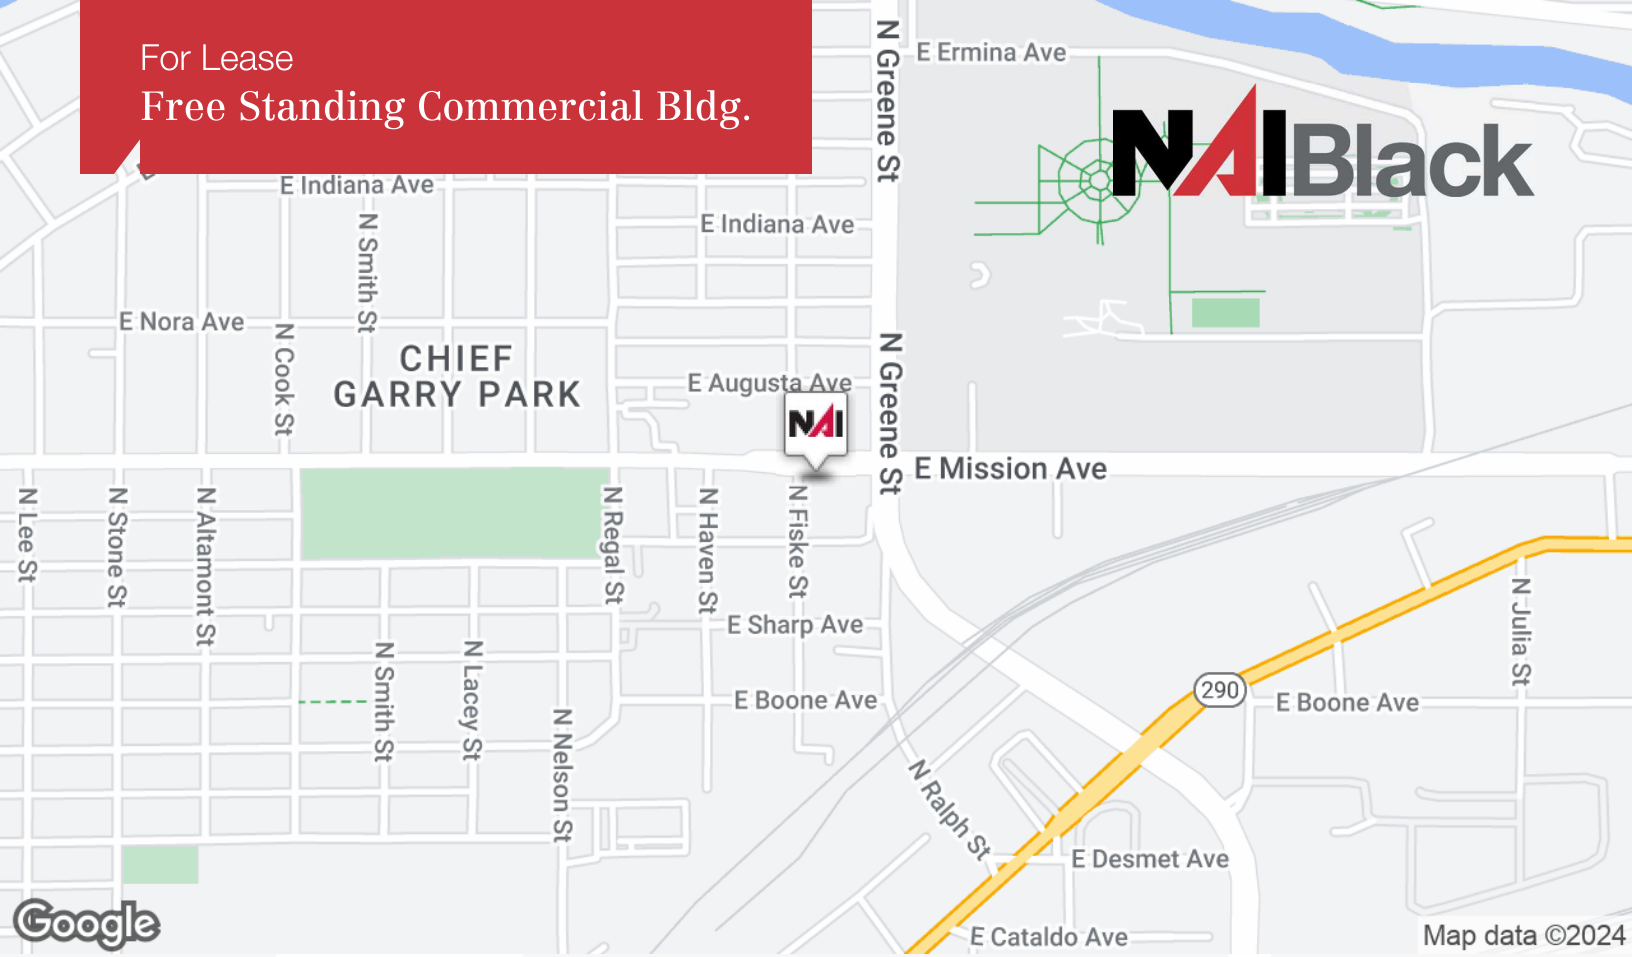 For Lease
Free Standing Commercial Bldg.
NAIBlack
N Greene St
E Ermina Ave
E Indiana Ave
E Indiana Ave
N Smith St
E Nora Ave
N Cook St
CHIEF
GARRY PARK
E Augusta Ave
N Greene St
NAI
E Mission Ave
N Lee St
N Stone St
N Altamont St
N Regal St
N Haven St
N Fiske St
E Sharp Ave
N Julia St
N Smith St
N Lacey St
E Boone Ave
290
E Boone Ave
N Nelson St
N Ralph St
E Desmet Ave
E Cataldo Ave
Google
Map data ©2024